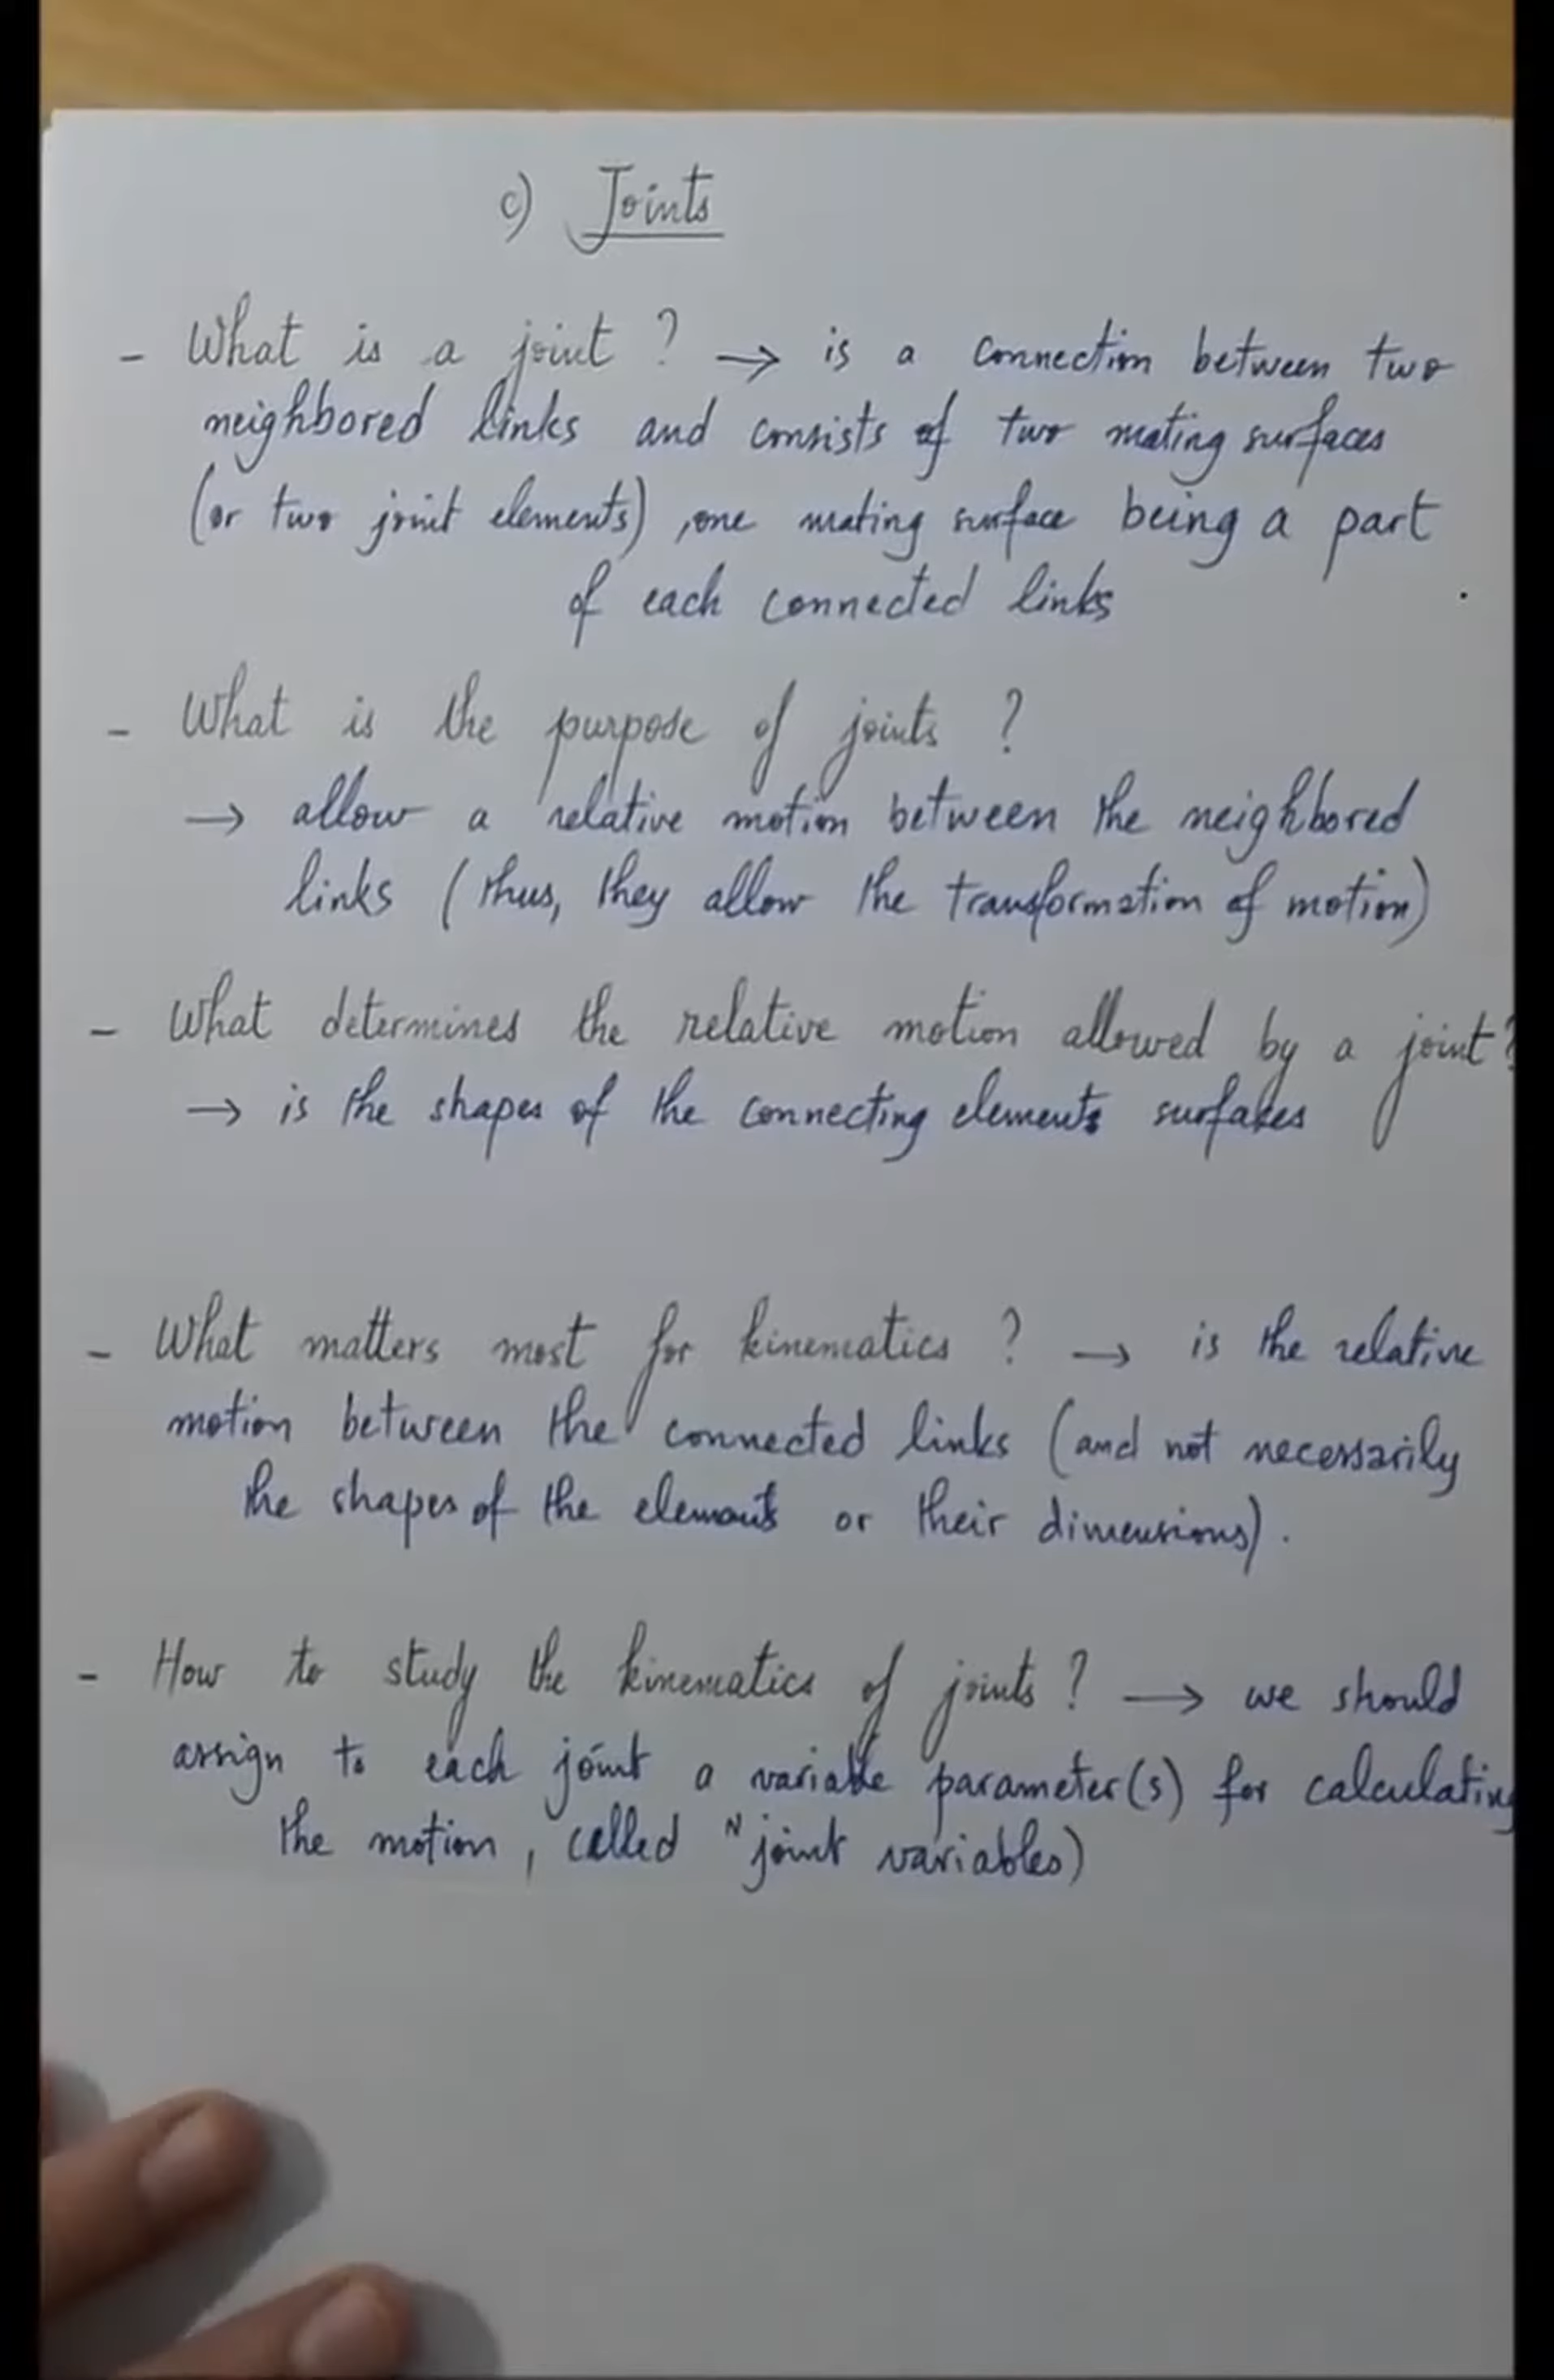 c) Joints
- What is a joint ? → is a connection between two
neighbored links and consists of two mating surfaces
(or two joint elements) , one mating surface being a part
of each connected links
- What is the purpose of joints ?
→ allow a relative motion between the neighbored
links ( thus, they allow the transformation of motion)
- What determines the relative motion allowed by a joint?
→ is the shapes of the connecting elements surfaces
- What matters most for kinematics ? → is the relative
motion between the connected links (and not necessarily
the shapes of the elements or their dimensions).
- How to study the kinematics of joints ? → we should
assign to each joint a variable parameter(s) for calculating
the motion , called "joint variables)